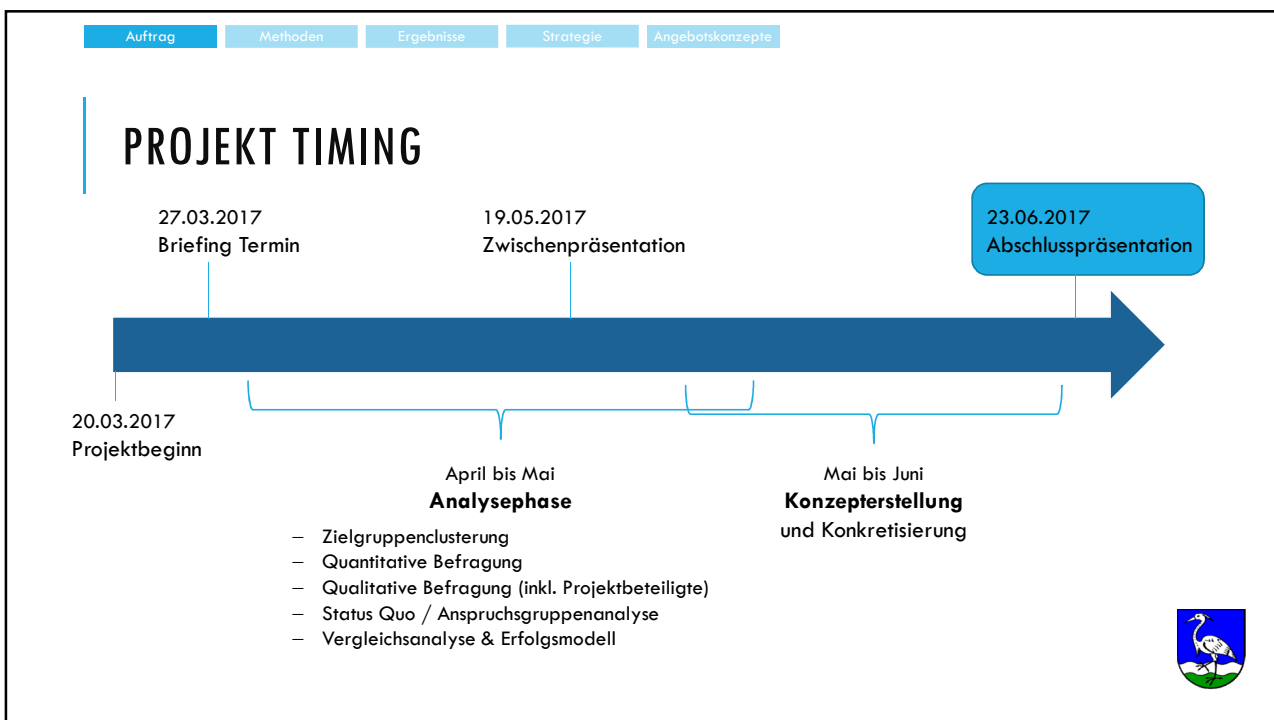 Auftrag
Methoden
Ergebnisse
Strategie
Angebotskonzepte
PROJEKT TIMING
27.03.2017
Briefing Termin
19.05.2017
Zwischenpräsentation
23.06.2017
Abschlusspräsentation
20.03.2017
Projektbeginn
April bis Mai
Analysephase
– Zielgruppenclusterung
– Quantitative Befragung
– Qualitative Befragung (inkl. Projektbeteiligte)
– Status Quo / Anspruchsgruppenanalyse
– Vergleichsanalyse & Erfolgsmodell
Mai bis Juni
Konzepterstellung
und Konkretisierung